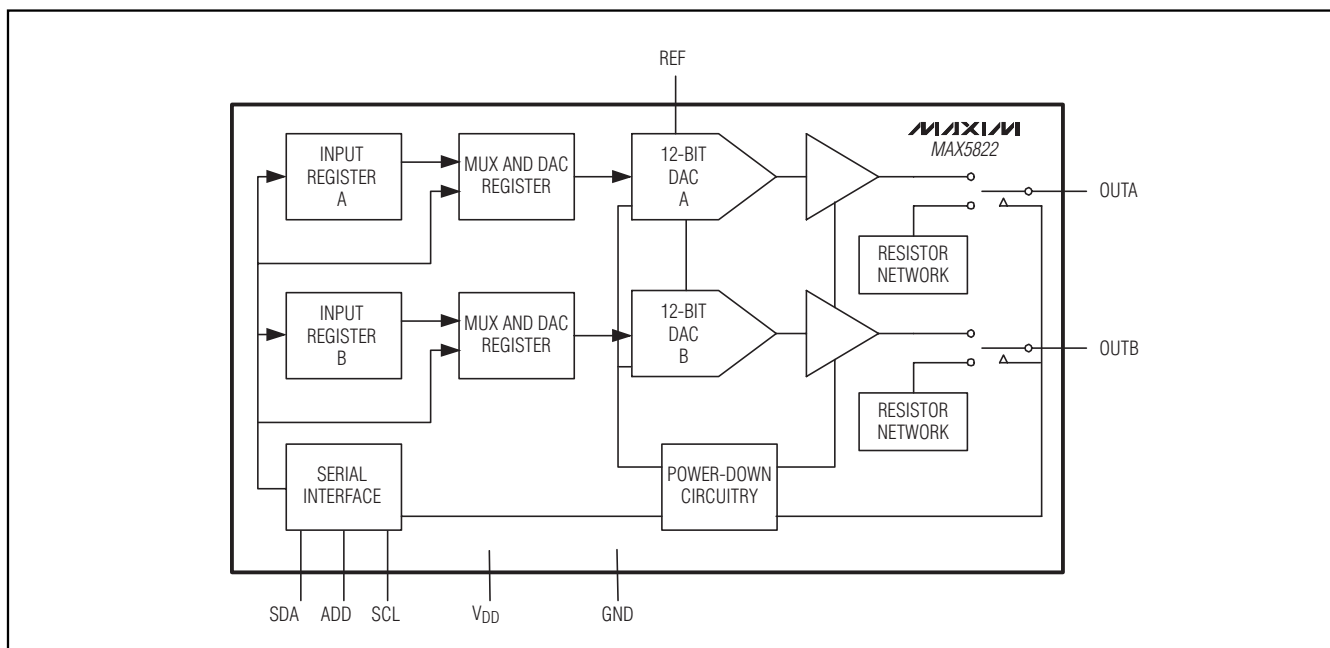 REF
MAXIM
MAX5822
INPUT
REGISTER
A
MUX AND DAC
REGISTER
12-BIT
DAC
A
OUTA
RESISTOR
NETWORK
INPUT
REGISTER
B
MUX AND DAC
REGISTER
12-BIT
DAC
B
OUTB
RESISTOR
NETWORK
SERIAL
INTERFACE
POWER-DOWN
CIRCUITRY
SDA
ADD
SCL
VDD
GND